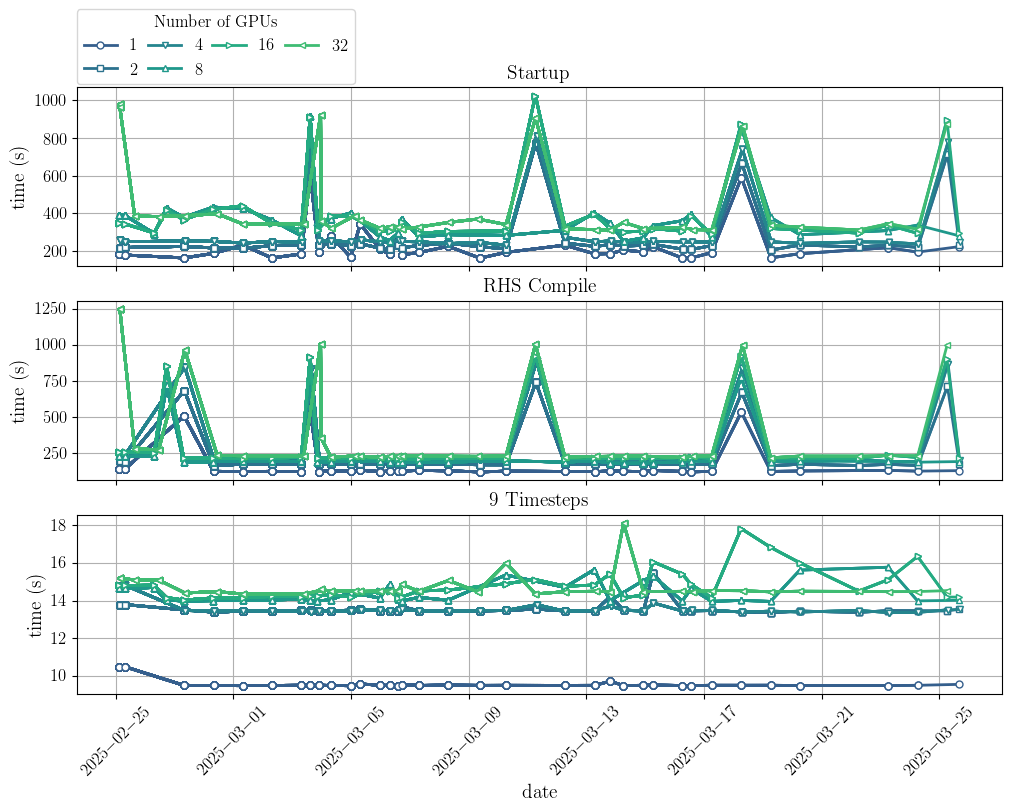 Number of GPUs
1 4 16 32
2 8
Startup
1000
800
600
400
200
time (s)
RHS Compile
1250
1000
750
500
250
time (s)
9 Timesteps
18
16
14
12
10
time (s)
2025−02−25 2025−03−01 2025−03−05 2025−03−09 2025−03−13 2025−03−17 2025−03−21 2025−03−25
date